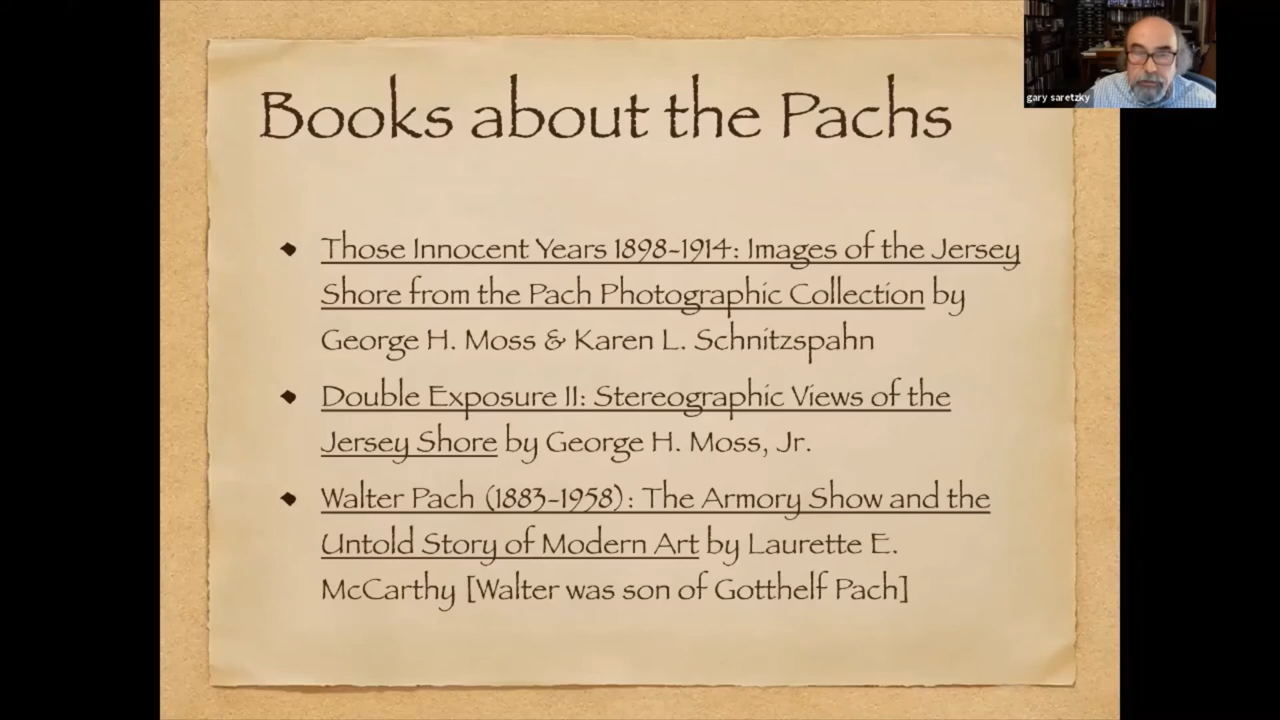 Books about the Pachs
gary saretzky
• Those Innocent Years 1898-1914: Images of the Jersey
Shore from the Pach Photographic Collection by
George H. Moss & Karen L. Schnitzspahn
• Double Exposure II: Stereographic Views of the
Jersey Shore by George H. Moss, Jr.
• Walter Pach (1883-1958): The Armory Show and the
Untold Story of Modern Art by Laurette E.
McCarthy [Walter was son of Gotthelf Pach]